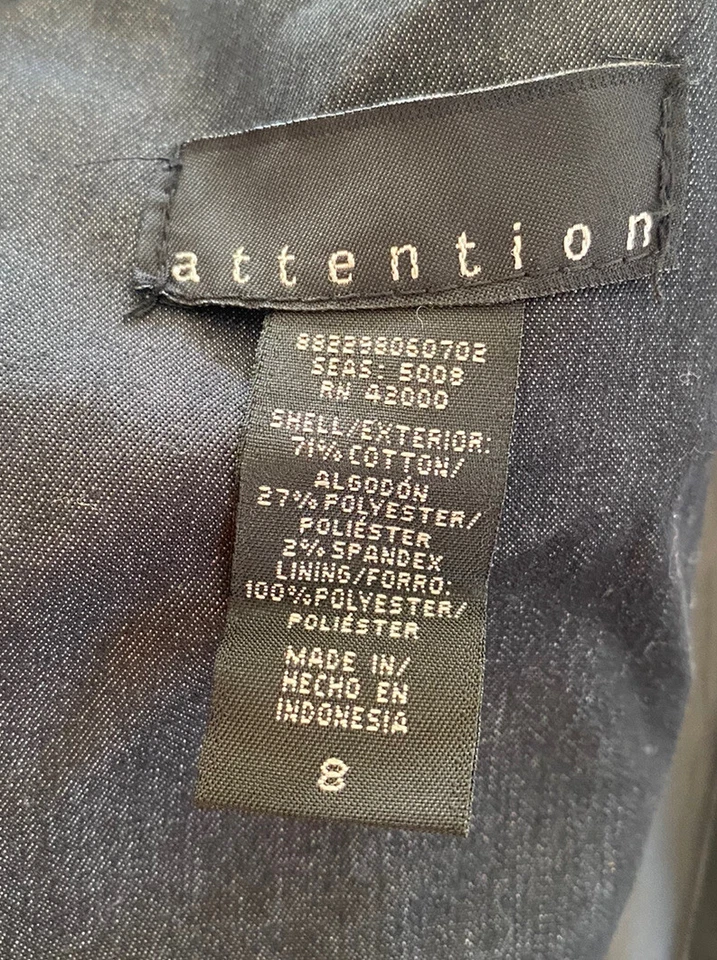 attention
882298060702
SEAS: 5008
RN 42000
SHELL/EXTERIOR:
71% COTTON/
ALGODÓN
27% POLYESTER/
POLIÉSTER
2% SPANDEX
LINING/FORRO:
100% POLYESTER/
POLIÉSTER
MADE IN/
HECHO EN
INDONESIA
8